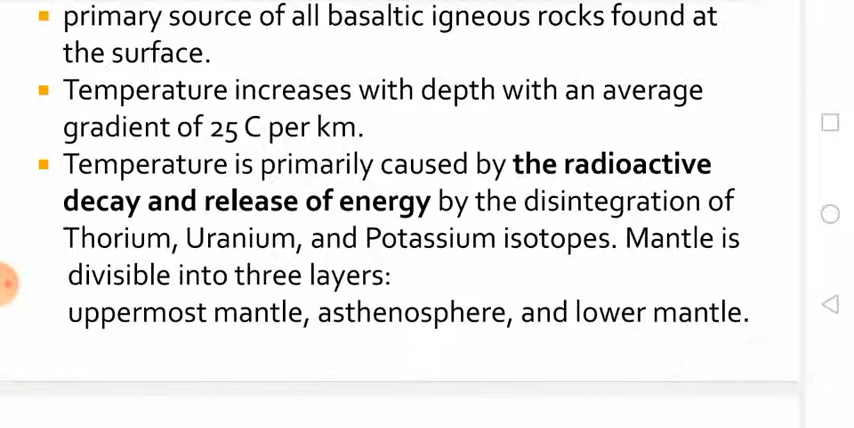 primary source of all basaltic igneous rocks found at
the surface.
Temperature increases with depth with an average
gradient of 25 C per km.
Temperature is primarily caused by the radioactive
decay and release of energy by the disintegration of
Thorium, Uranium, and Potassium isotopes. Mantle is
divisible into three layers:
uppermost mantle, asthenosphere, and lower mantle.